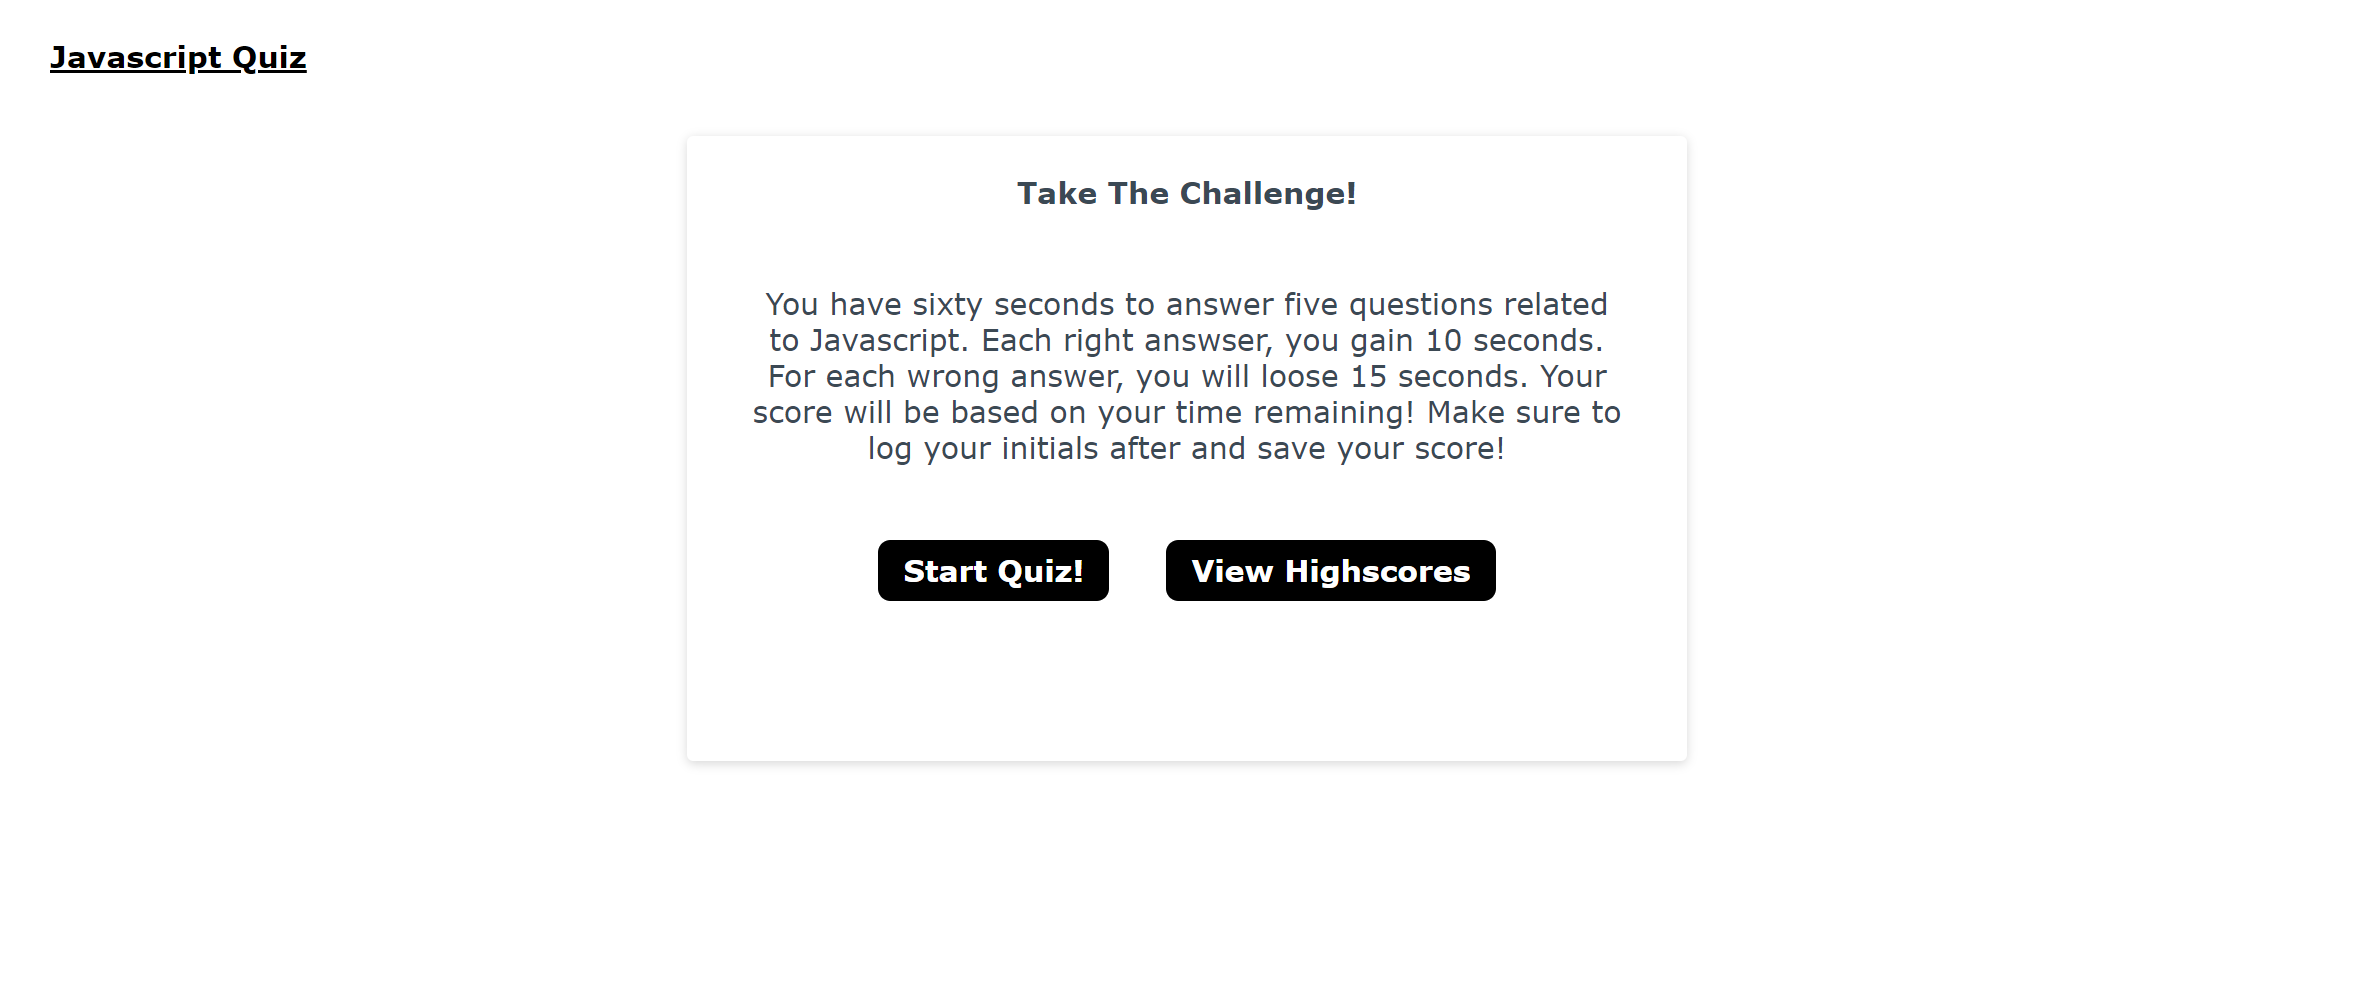 Javascript Quiz
Take The Challenge!
You have sixty seconds to answer five questions related
to Javascript. Each right answser, you gain 10 seconds.
For each wrong answer, you will loose 15 seconds. Your
score will be based on your time remaining! Make sure to
log your initials after and save your score!
Start Quiz!
View Highscores